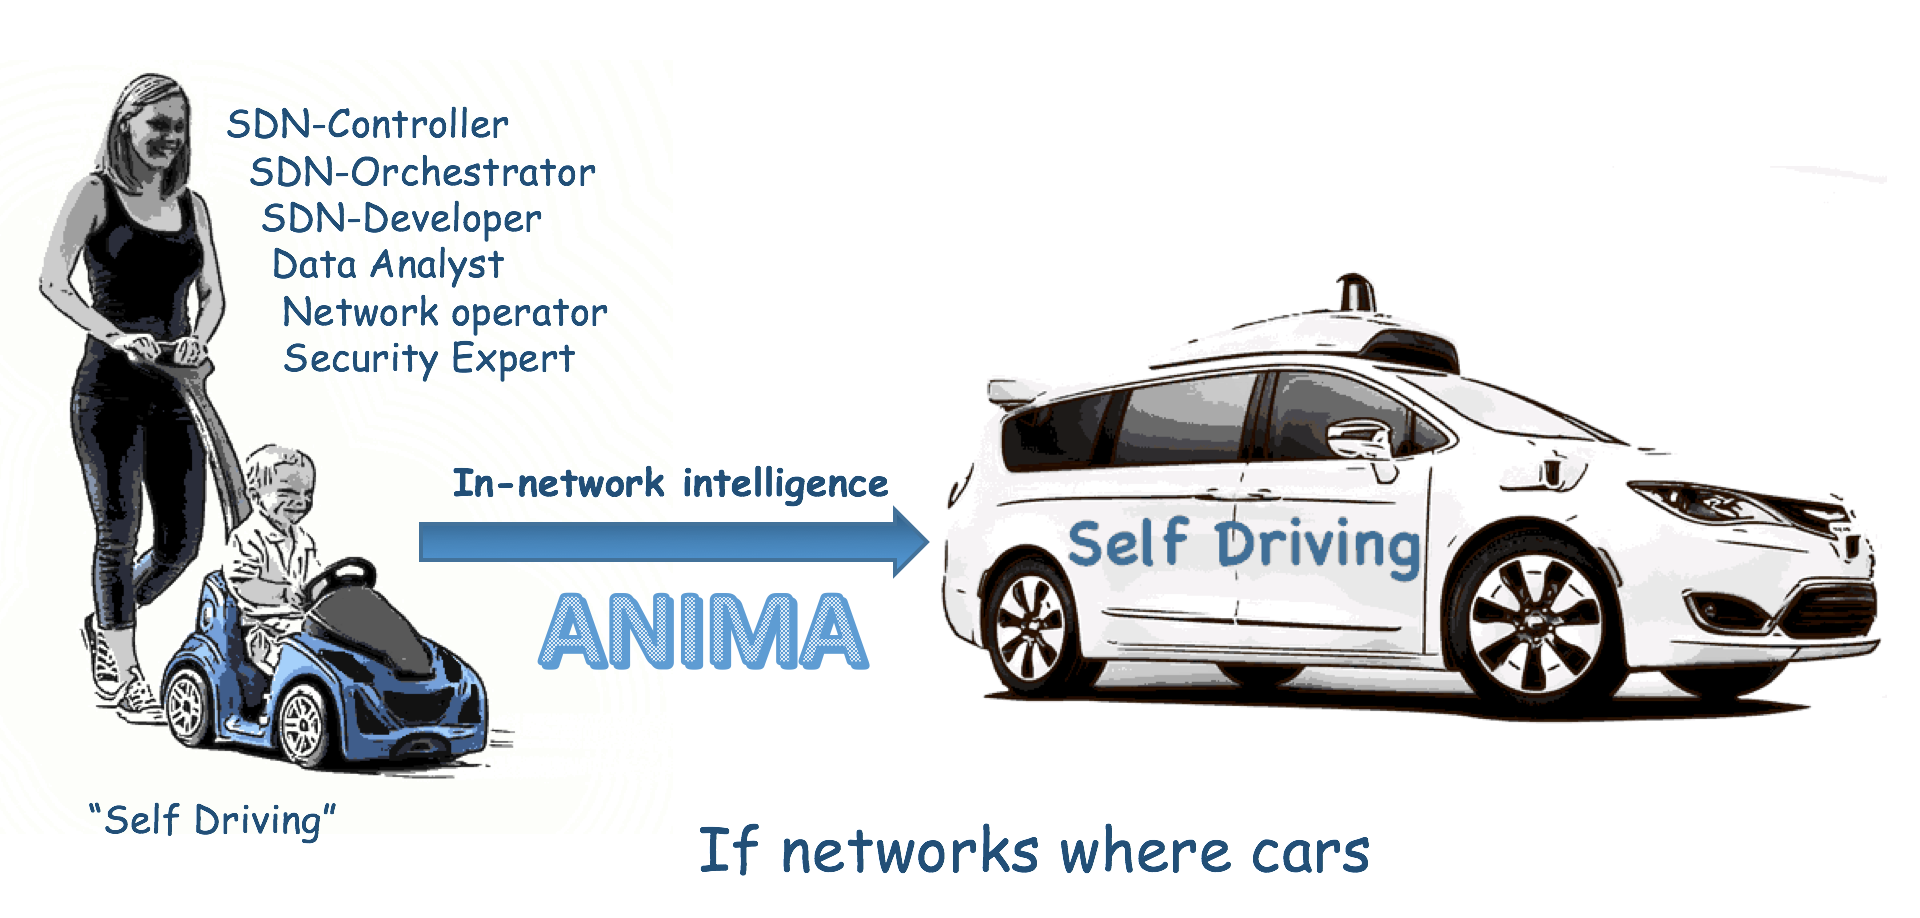 SDN-Controller
SDN-Orchestrator
SDN-Developer
Data Analyst
Network operator
Security Expert
In-network intelligence
ANIMA
Self Driving
"Self Driving"
If networks where cars